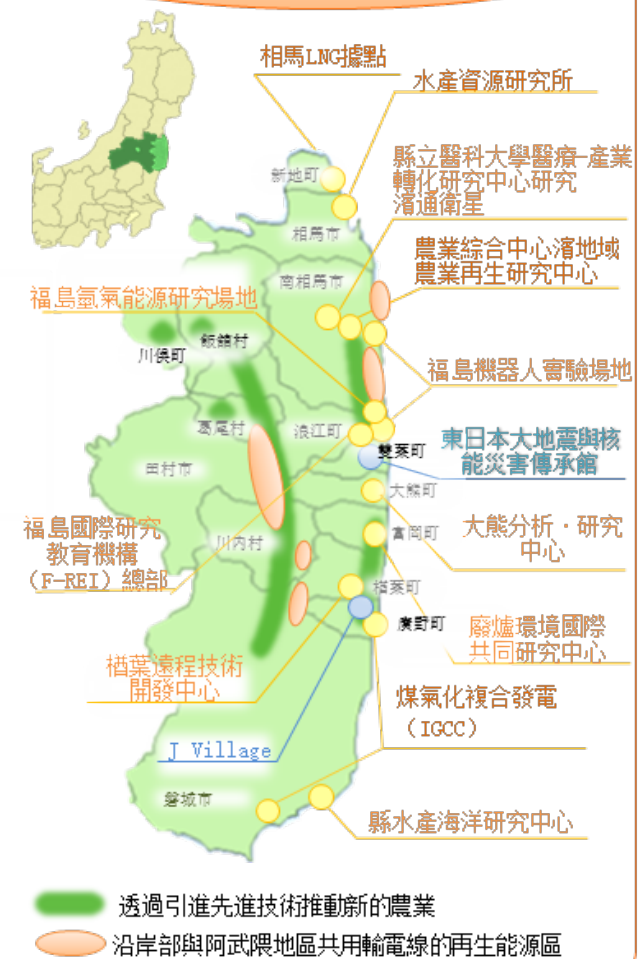 相馬LNG據點
水產資源研究所
縣立醫科大學醫療-產業
轉化研究中心研究
濱通衛星
新地町
相馬市
農業綜合中心濱地域
農業再生研究中心
南相馬市
福島氫氣能源研究場地
飯館村
川俁町
福島機器人實驗場地
葛尾村
浪江町
雙葉町
東日本大地震與核
能災害傳承館
田村市
大熊町
福島國際研究
教育機構
（F-REI）總部
大熊分析・研究
中心
富岡町
川内村
楢葉町
廣野町
廢爐環境國際
共同研究中心
楢葉遠程技術
開發中心
煤氣化複合發電
（IGCC）
J Village
磐城市
縣水產海洋研究中心
透過引進先進技術推動新的農業
沿岸部與阿武隈地區共用輸電線的再生能源區